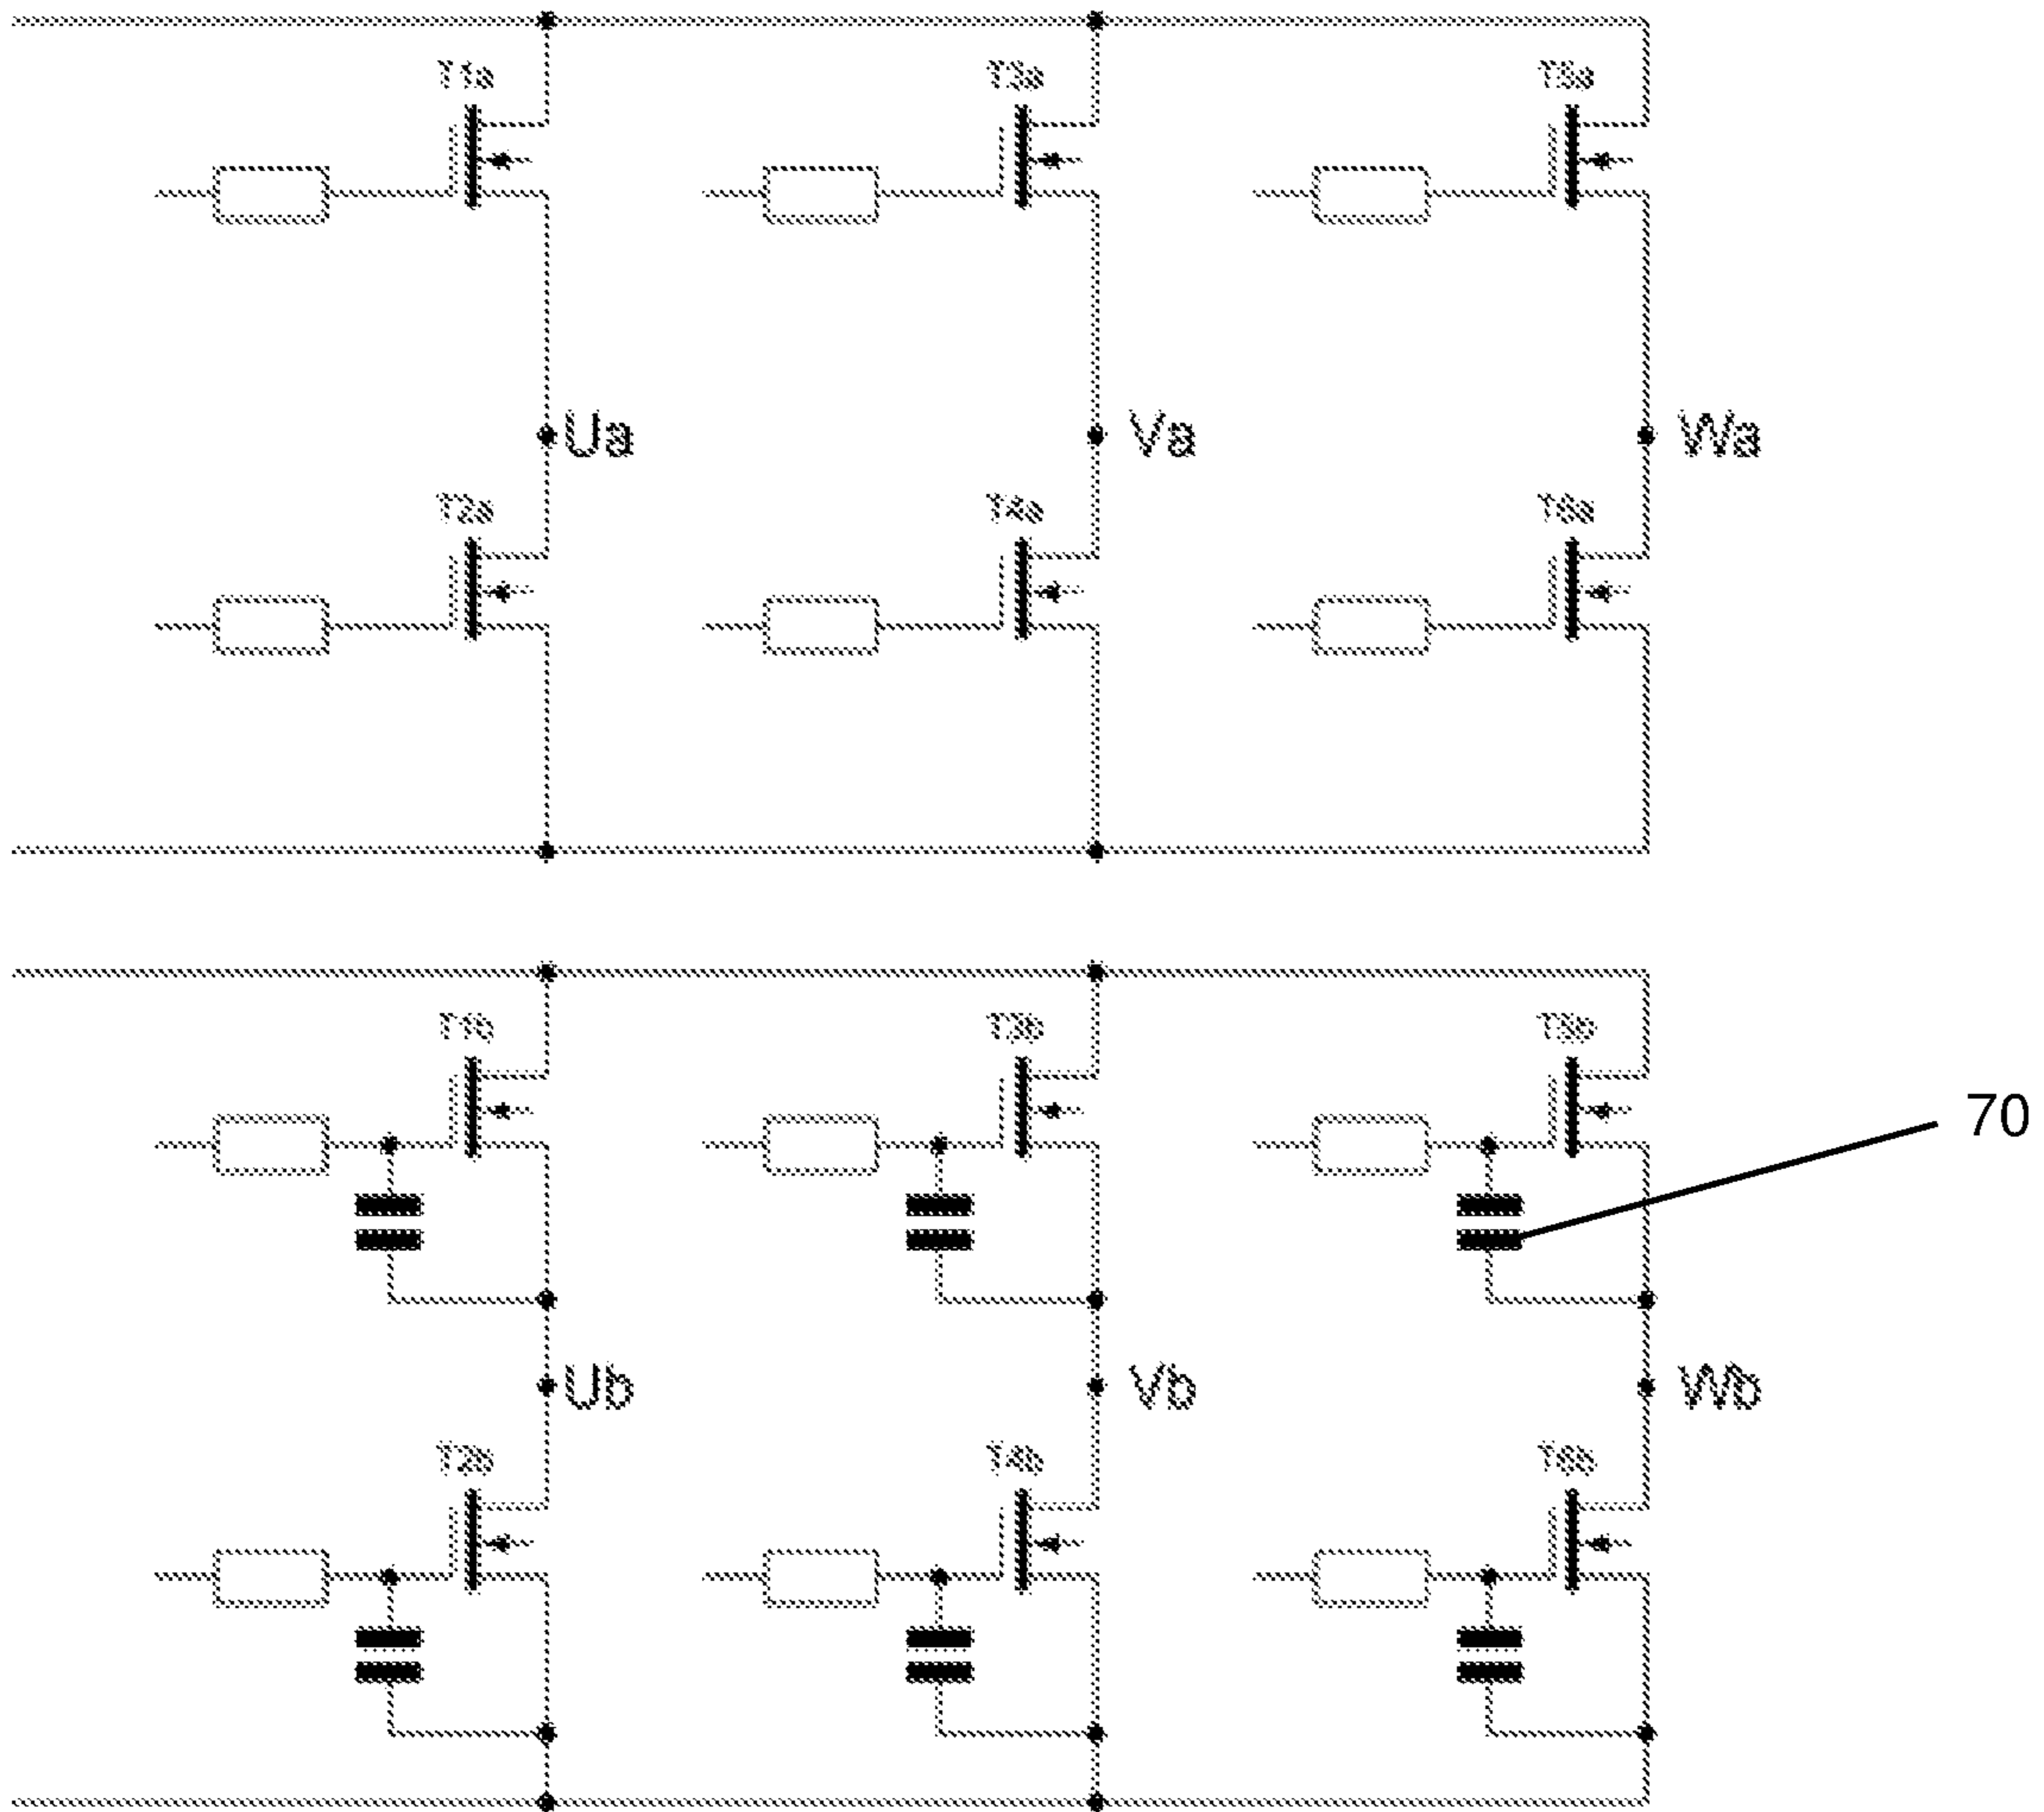 T1a T3a T5a
Ua Va Wa
T2a T4a T6a
T1b T3b T5b
70
Ub Vb Wb
T2b T4b T6b